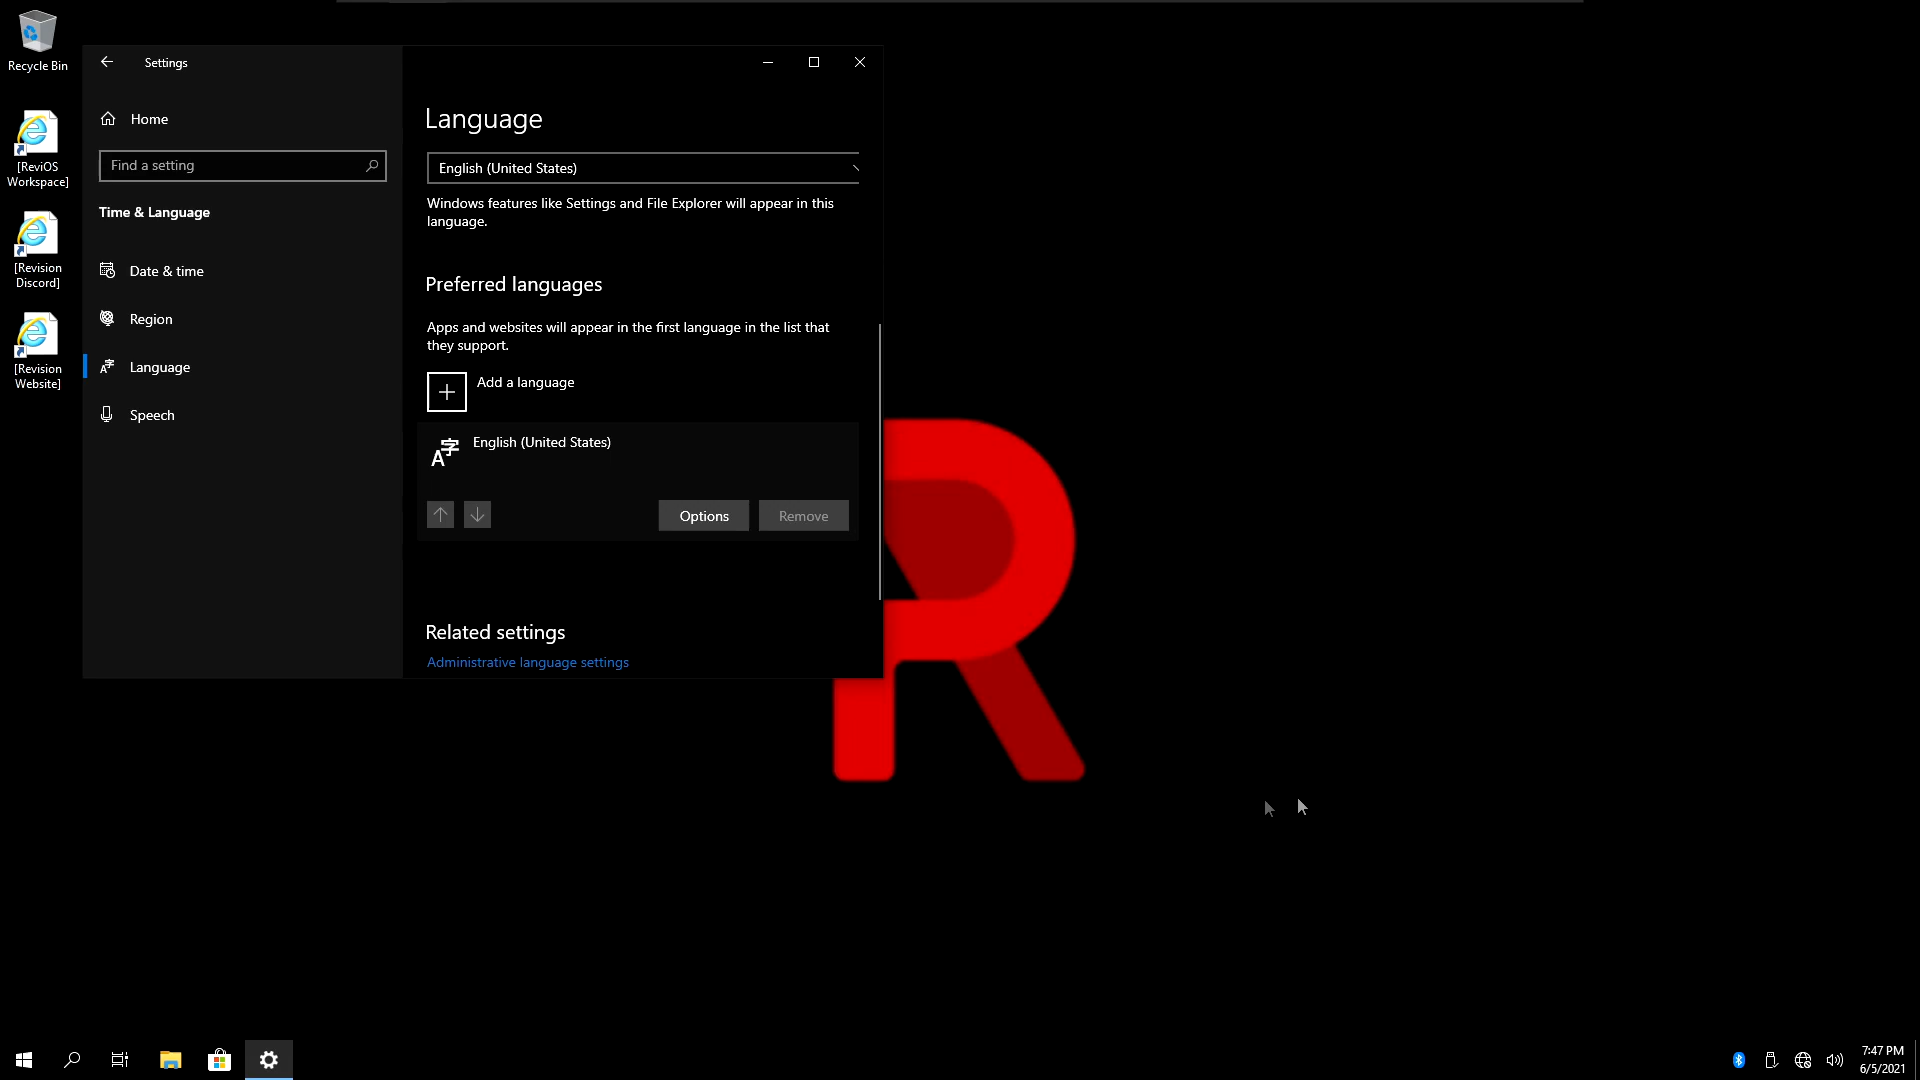 Recycle Bin
[ReviOS
Workspace]
[Revision
Discord]
[Revision
Website]
Settings
Home
Find a setting
Time & Language
Date & time
Region
Language
Speech
Language
English (United States)
Windows features like Settings and File Explorer will appear in this
language.
Preferred languages
Apps and websites will appear in the first language in the list that
they support.
Add a language
English (United States)
Options
Remove
Related settings
Administrative language settings
R
7:47 PM
6/5/2021